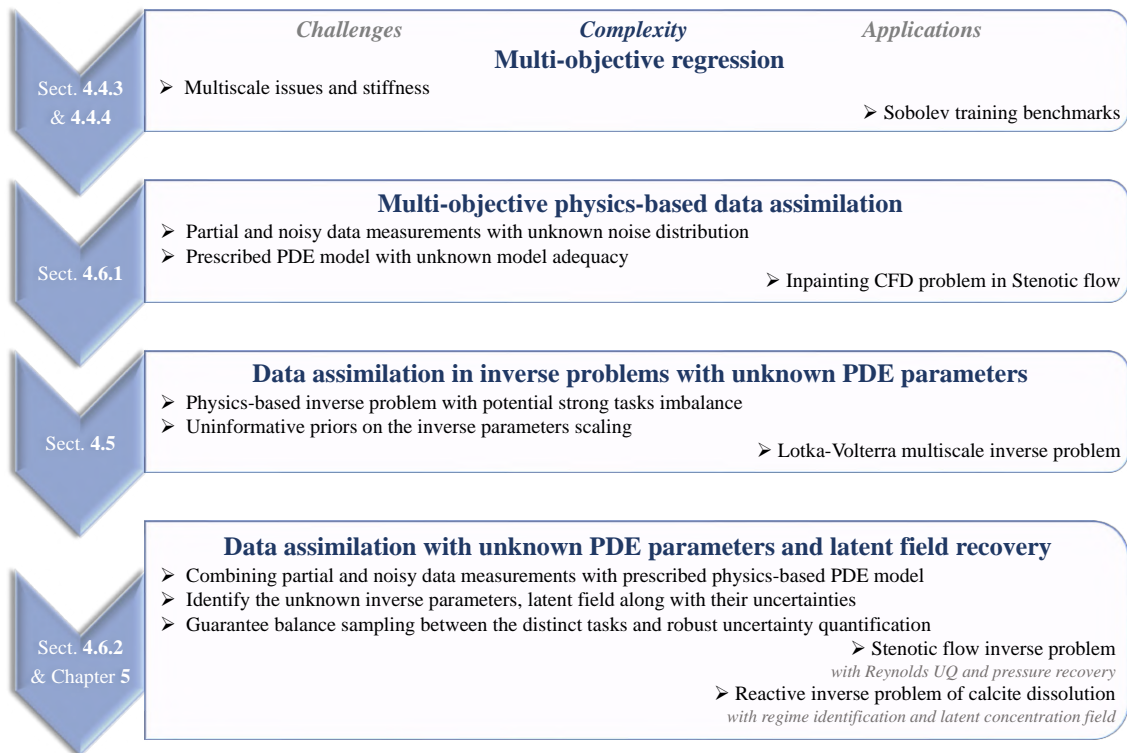 Challenges Complexity Applications
Multi-objective regression
Sect. 4.4.3
& 4.4.4
➢ Multiscale issues and stiffness
➢ Sobolev training benchmarks
Multi-objective physics-based data assimilation
Sect. 4.6.1
➢ Partial and noisy data measurements with unknown noise distribution
➢ Prescribed PDE model with unknown model adequacy
➢ Inpainting CFD problem in Stenotic flow
Data assimilation in inverse problems with unknown PDE parameters
Sect. 4.5
➢ Physics-based inverse problem with potential strong tasks imbalance
➢ Uninformative priors on the inverse parameters scaling
➢ Lotka-Volterra multiscale inverse problem
Data assimilation with unknown PDE parameters and latent field recovery
Sect. 4.6.2
& Chapter 5
➢ Combining partial and noisy data measurements with prescribed physics-based PDE model
➢ Identify the unknown inverse parameters, latent field along with their uncertainties
➢ Guarantee balance sampling between the distinct tasks and robust uncertainty quantification
➢ Stenotic flow inverse problem
with Reynolds UQ and pressure recovery
➢ Reactive inverse problem of calcite dissolution
with regime identification and latent concentration field